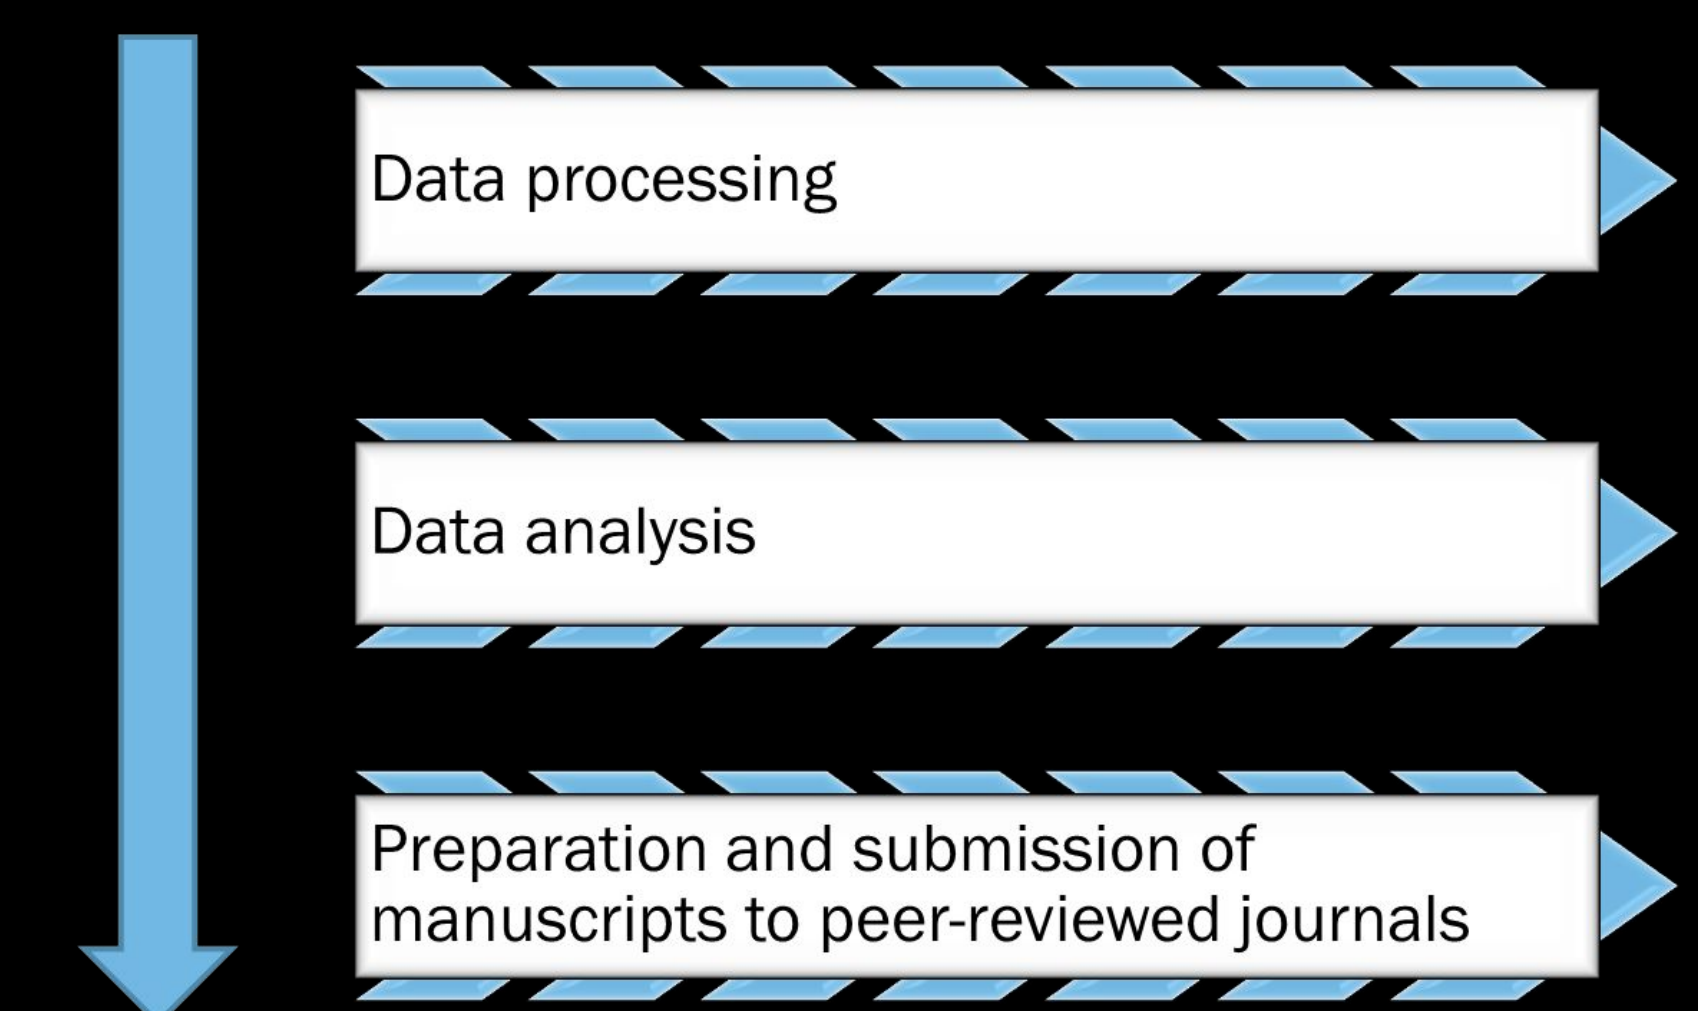 Data processing
Data analysis
Preparation and submission of
manuscripts to peer-reviewed journals